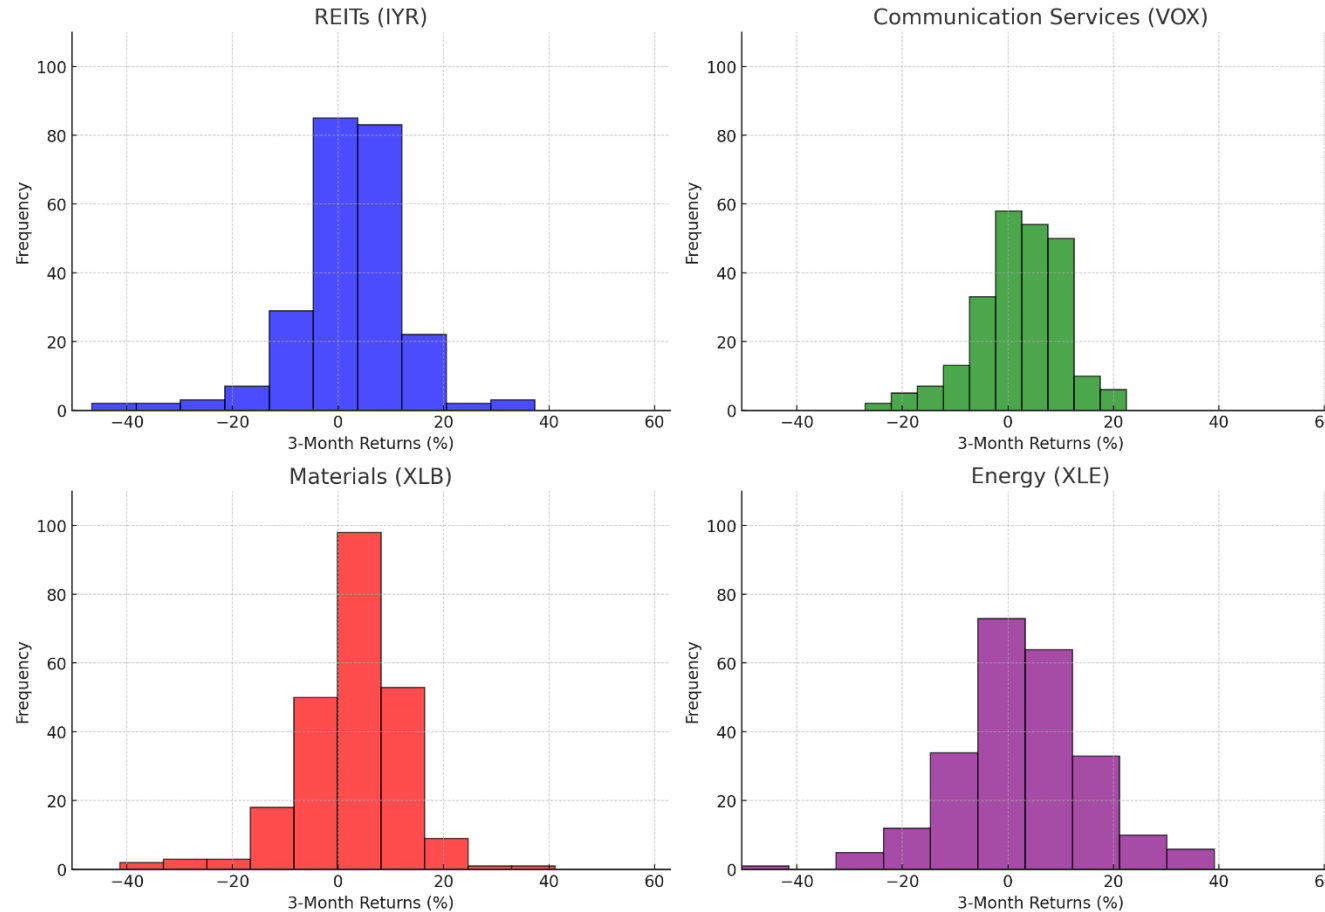 REITs (IYR)
100
80
60
40
20
0
Frequency
−40 −20 0 20 40 60
3-Month Returns (%)
Communication Services (VOX)
100
80
60
40
20
0
Frequency
−40 −20 0 20 40 6
3-Month Returns (%)
Materials (XLB)
100
80
60
40
20
0
Frequency
−40 −20 0 20 40 60
3-Month Returns (%)
Energy (XLE)
100
80
60
40
20
0
Frequency
−40 −20 0 20 40 6
3-Month Returns (%)